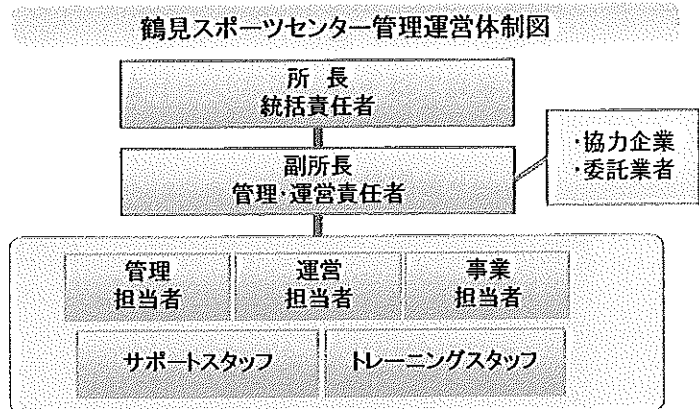 鶴見スポーツセンター管理運営体制図
所 長
統括責任者
・協力企業
・委託業者
副所長
管理・運営責任者
管理
担当者
運営
担当者
事業
担当者
サポートスタッフ
トレーニングスタッフ